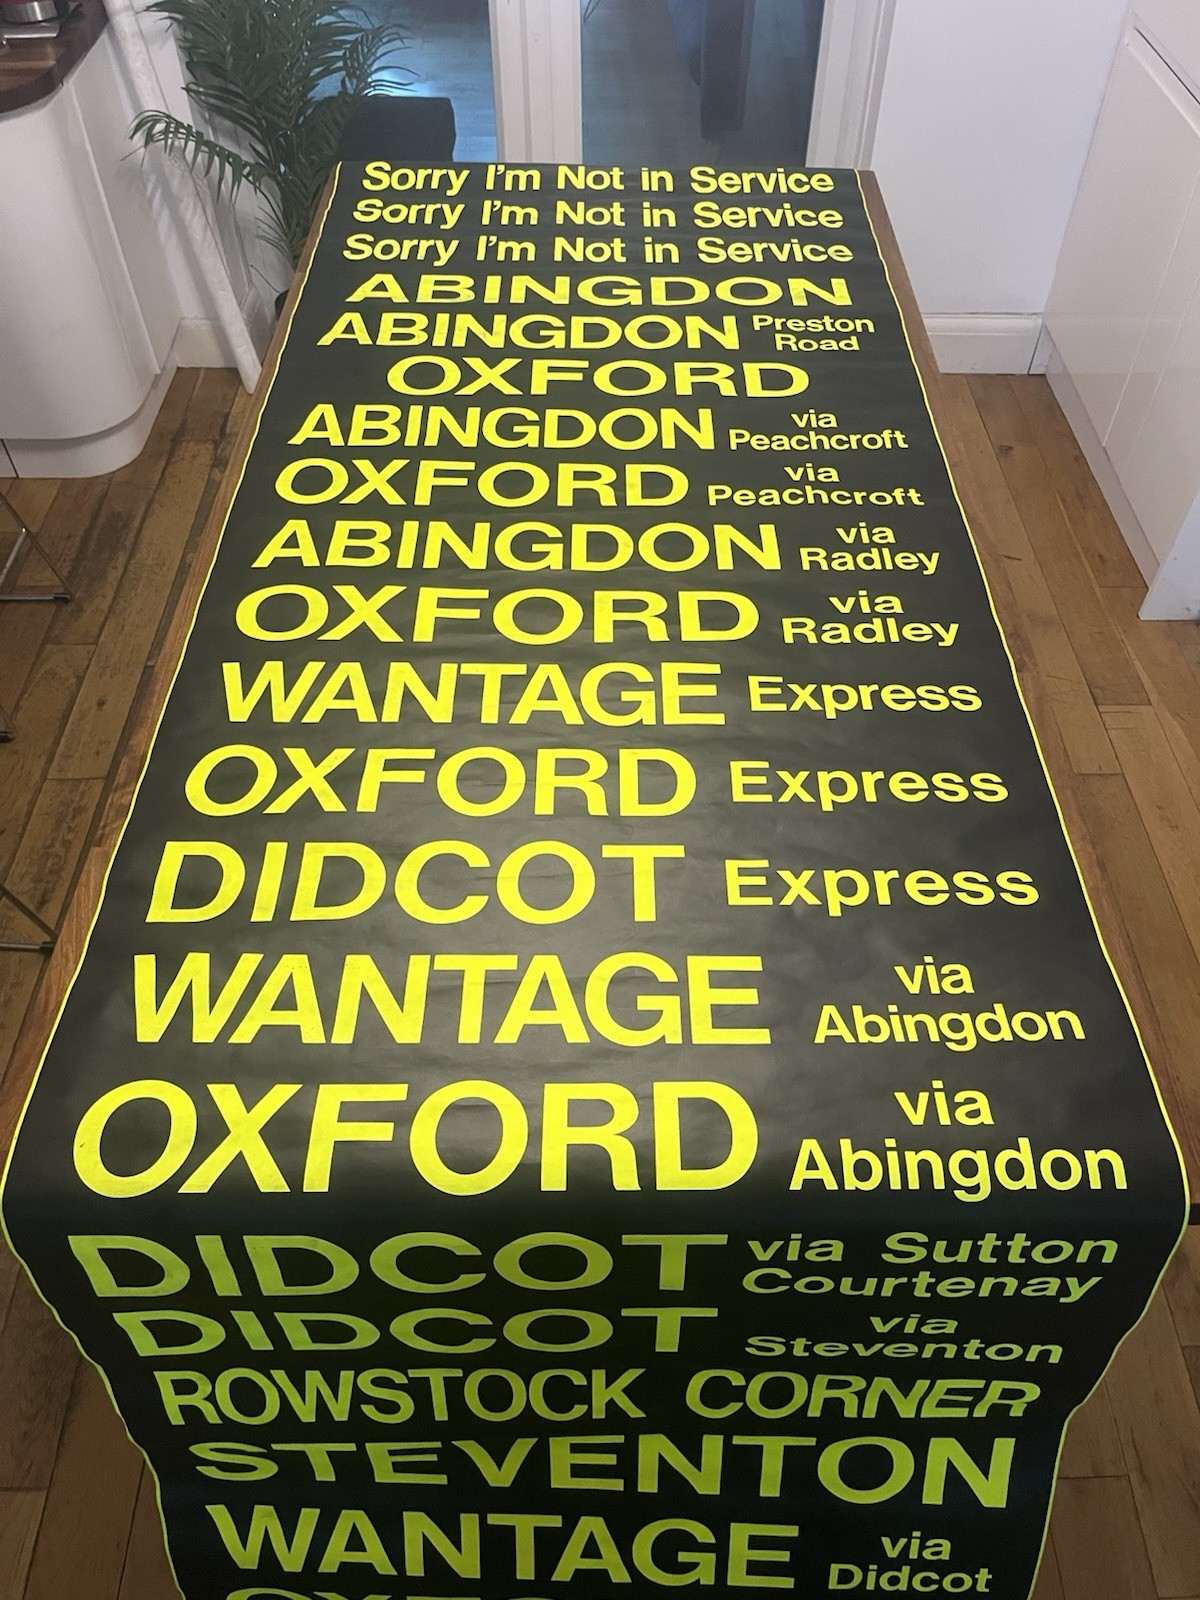 Sorry I'm Not in Service
Sorry I'm Not in Service
Sorry I'm Not in Service
ABINGDON
ABINGDON Preston
Road
OXFORD
ABINGDON via
Peachcroft
OXFORD via
Peachcroft
ABINGDON via
Radley
OXFORD via
Radley
WANTAGE Express
OXFORD Express
DIDCOT Express
WANTAGE via
Abingdon
OXFORD via
Abingdon
DIDCOT via Sutton
Courtenay
DIDCOT via
Steventon
ROWSTOCK CORNER
STEVENTON
WANTAGE via
Didcot